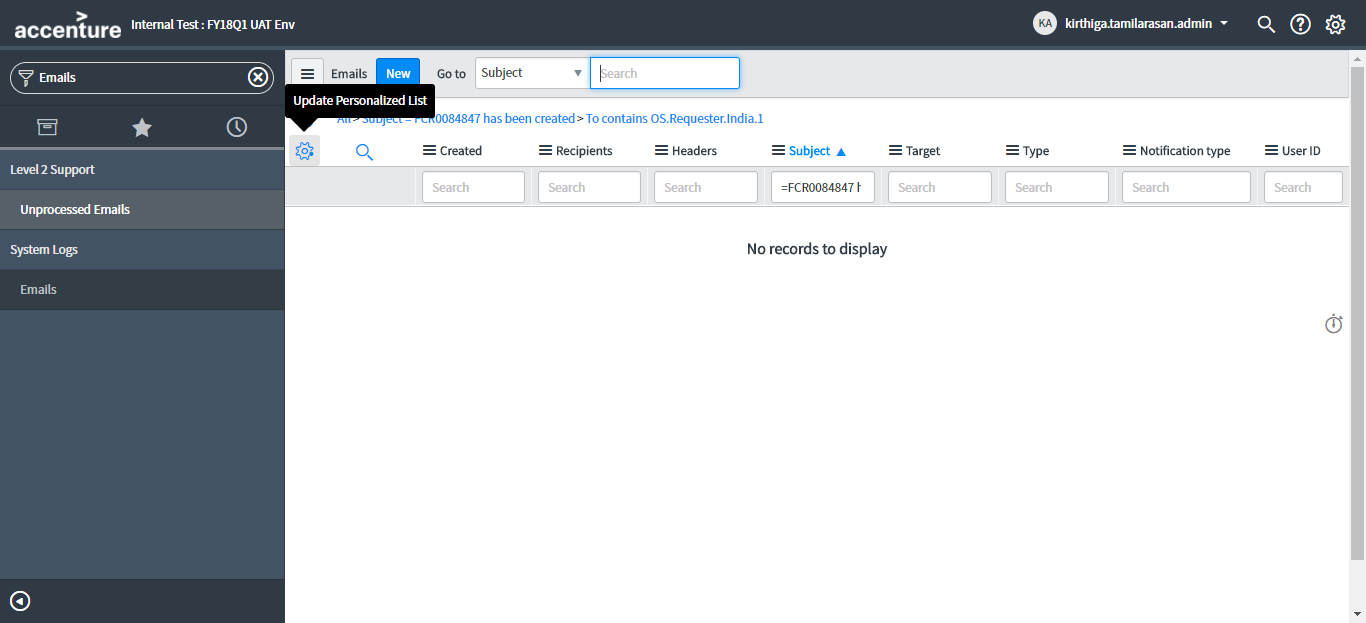 accenture
Internal Test : FY18Q1 UAT Env
KA
kirthiga.tamilarasan.admin
Emails
Level 2 Support
Unprocessed Emails
System Logs
Emails
Emails
New
Go to
Subject
Search
Update Personalized List
All > Subject = FCR0084847 has been created > To contains OS.Requester.India.1
Created
Recipients
Headers
Subject
Target
Type
Notification type
User ID
Search
Search
Search
=FCR0084847 h
Search
Search
Search
Search
No records to display